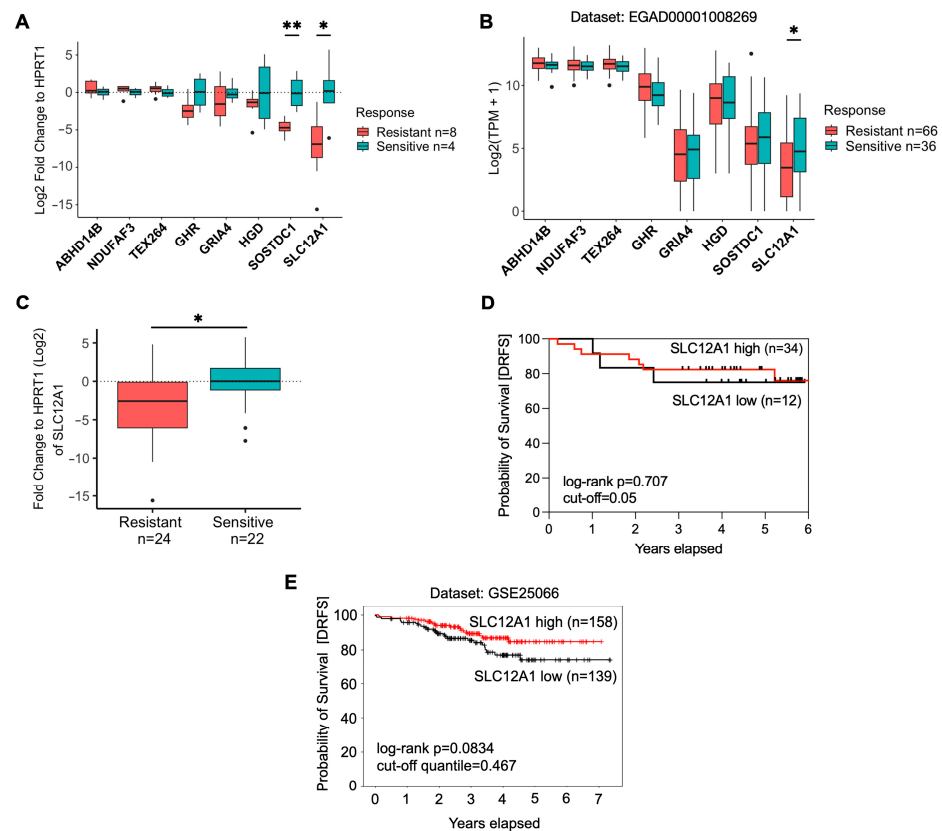 A
**
*
Log2 Fold Change to HPRT1
5
0
−5
−10
−15
ABHD14B
NDUFAF3
TEX264
GHR
GRIA4
HGD
SOSTDC1
SLC12A1
Response
Resistant n=8
Sensitive n=4
B
Dataset: EGAD00001008269
*
Log2(TPM + 1)
10
5
0
ABHD14B
NDUFAF3
TEX264
GHR
GRIA4
HGD
SOSTDC1
SLC12A1
Response
Resistant n=66
Sensitive n=36
C
*
Fold Change to HPRT1 (Log2)
of SLC12A1
5
0
−5
−10
−15
Resistant
n=24
Sensitive
n=22
D
Probability of Survival [DRFS]
100
80
60
40
20
0
SLC12A1 high (n=34)
SLC12A1 low (n=12)
log-rank p=0.707
cut-off=0.05
0 1 2 3 4 5 6
Years elapsed
E
Dataset: GSE25066
Probability of Survival [DRFS]
100
80
60
40
20
0
SLC12A1 high (n=158)
SLC12A1 low (n=139)
log-rank p=0.0834
cut-off quantile=0.467
0 1 2 3 4 5 6 7
Years elapsed